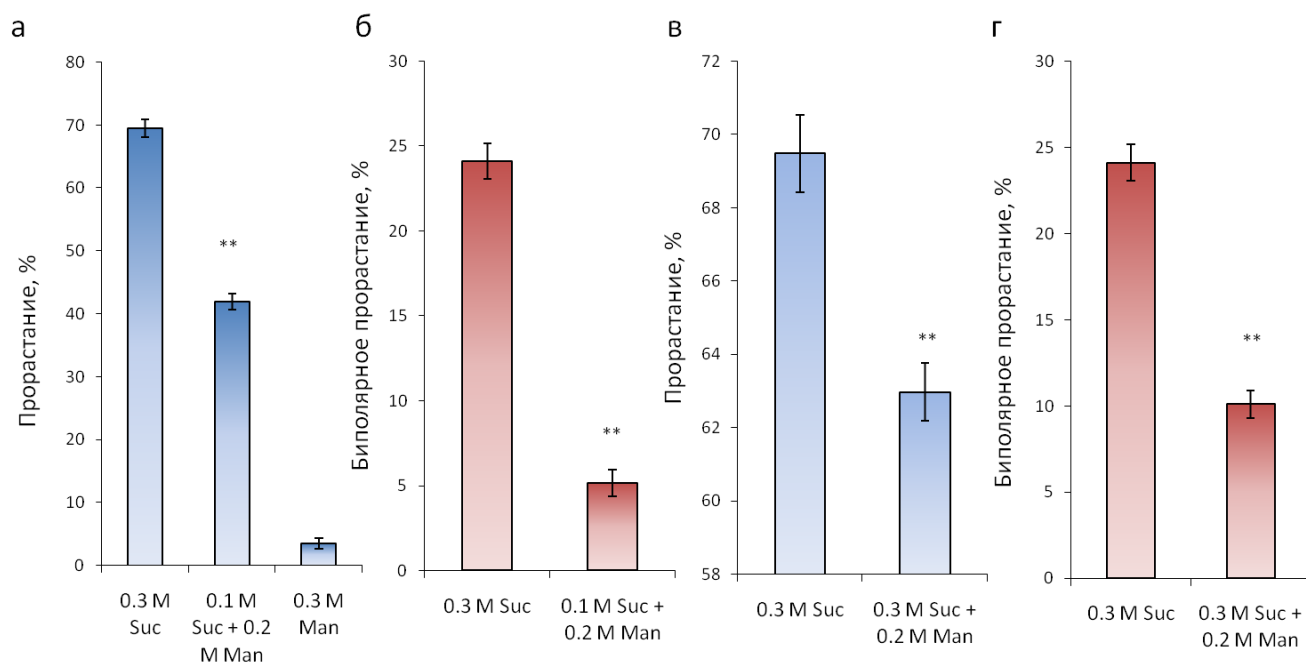 а
Прорастание, %
80
70
60
50
40
30
20
10
0
**
0.3 M
Suc
0.1 M
Suc + 0.2
M Man
0.3 M
Man
б
Биполярное прорастание, %
30
25
20
15
10
5
0
**
0.3 M Suc
0.1 M Suc +
0.2 M Man
в
Прорастание, %
72
70
68
66
64
62
60
58
**
0.3 M Suc
0.3 M Suc +
0.2 M Man
г
Биполярное прорастание, %
30
25
20
15
10
5
0
**
0.3 M Suc
0.3 M Suc +
0.2 M Man